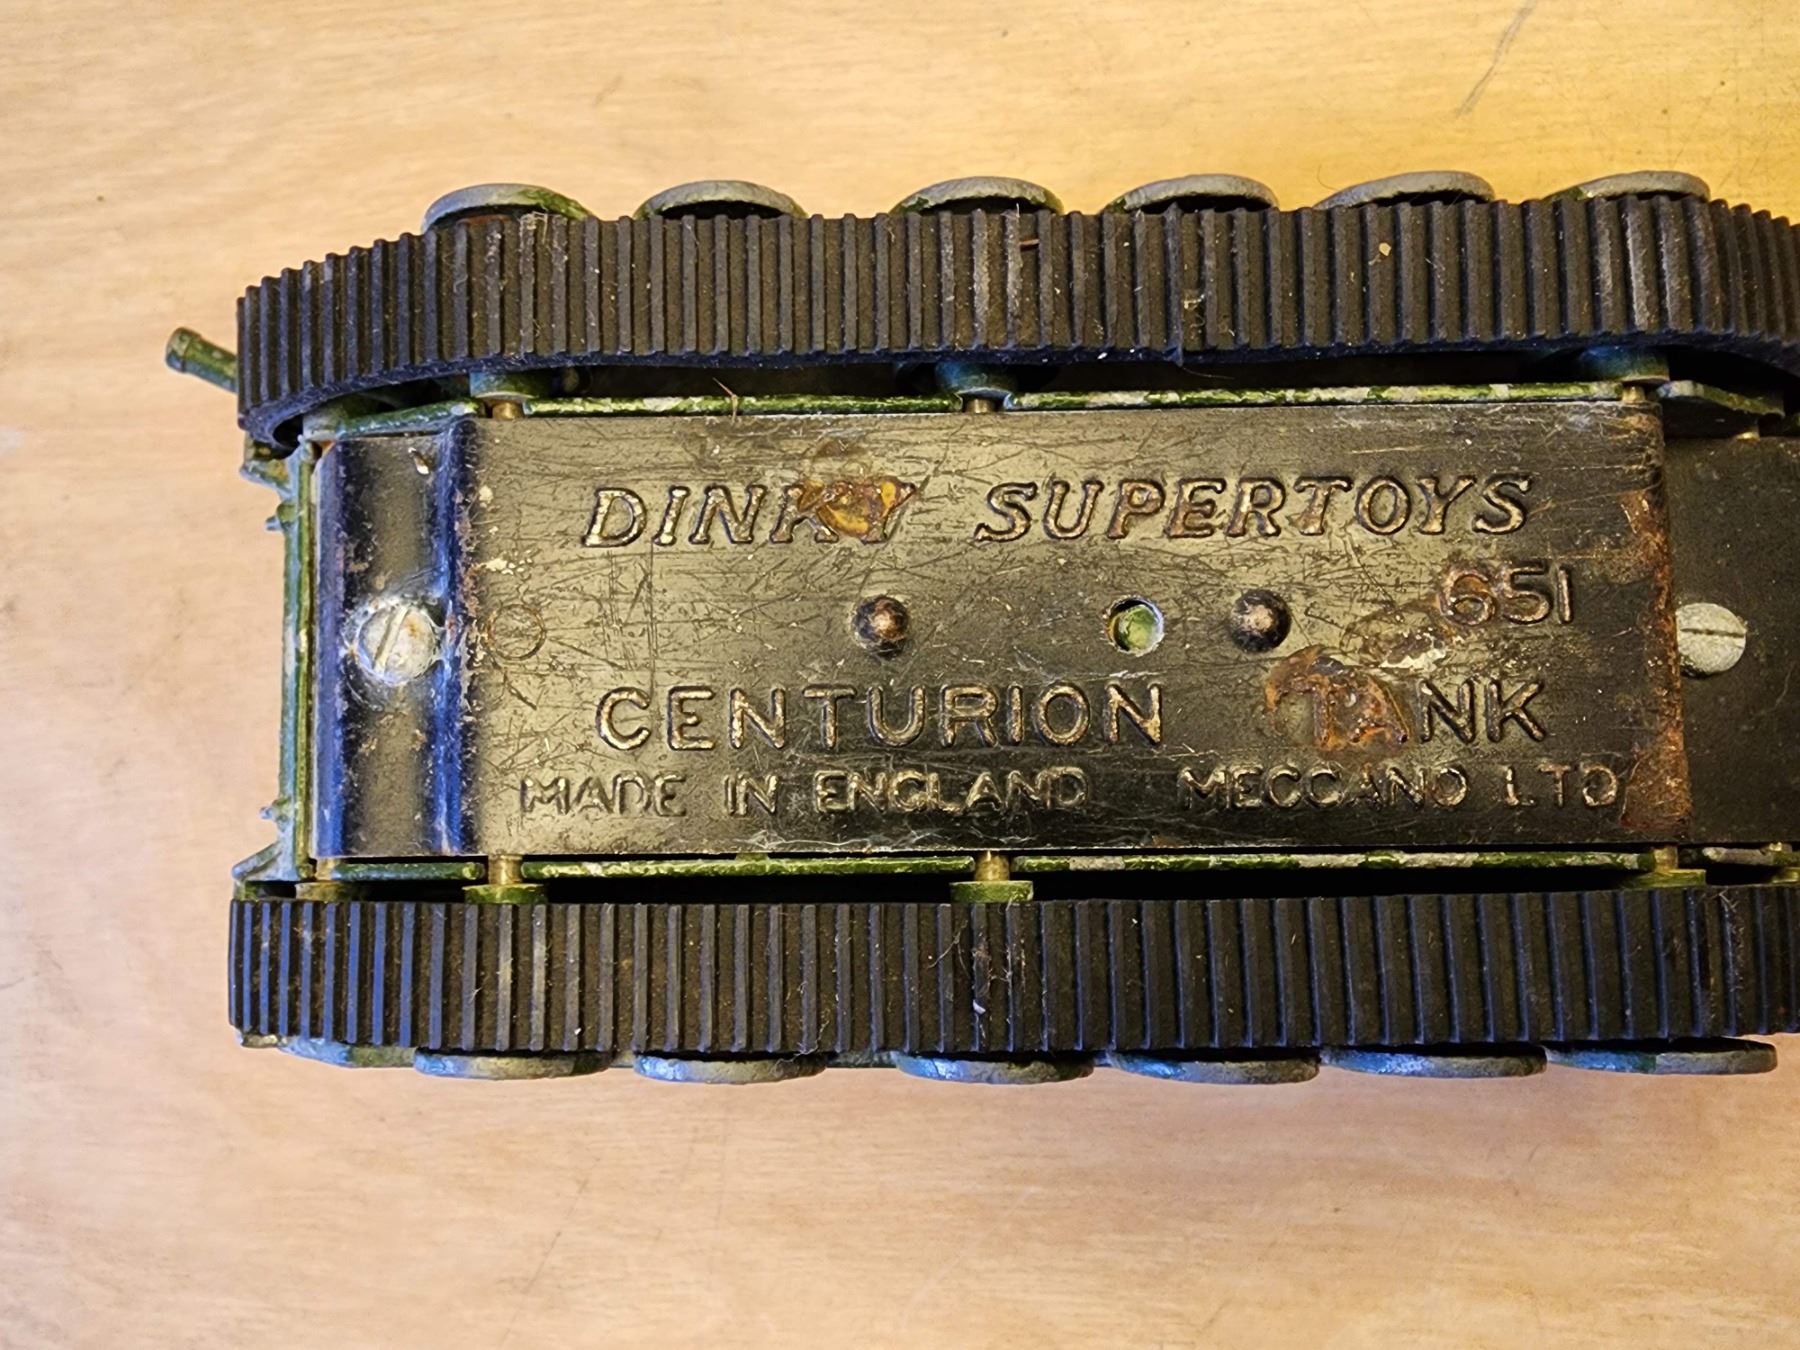 DINKY SUPERTOYS
651
CENTURION TANK
MADE IN ENGLAND MECCANO LTD